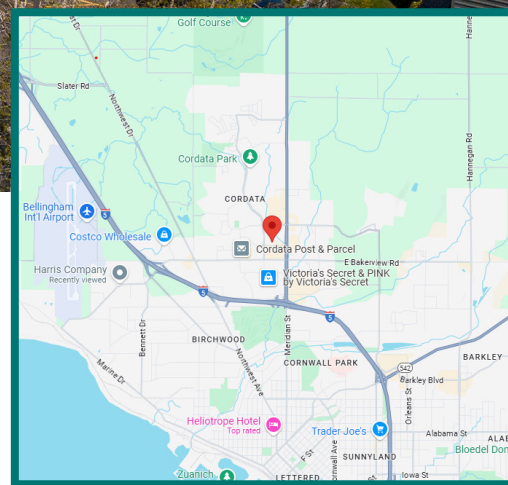 Golf Course
Slater Rd
Northwest Dr
Hannegan Rd
Cordata Park
CORDATA
Bellingham
Int'l Airport
5
Costco Wholesale
Cordata Post & Parcel
E Bakerview Rd
Harris Company
Recently viewed
Victoria's Secret & PINK
by Victoria's Secret
5
5
Bennett Dr
BIRCHWOOD
Meridian St
CORNWALL PARK
BARKLEY
542
Marine Dr
Northwest Ave
Barkley Blvd
Orleans St
Heliotrope Hotel
Top rated
Trader Joe's
Alabama St
F St
SUNNYLAND
Zuanich
LETTERED
Iowa St